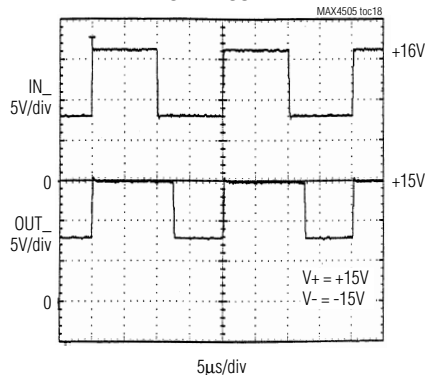 MAX4505 toc18
+16V
IN_
5V/div
0
+15V
OUT_
5V/div
V+ = +15V
V- = -15V
0
5μs/div